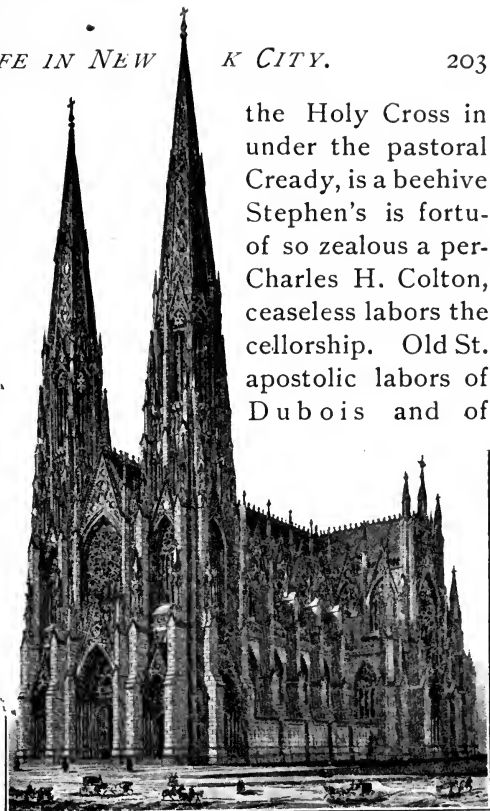 FE IN NEW K CITY. 203
the Holy Cross in
under the pastoral
Cready, is a beehive
Stephen's is fortu-
of so zealous a per-
Charles H. Colton,
ceaseless labors the
cellorship. Old St.
apostolic labors of
Dubois and of